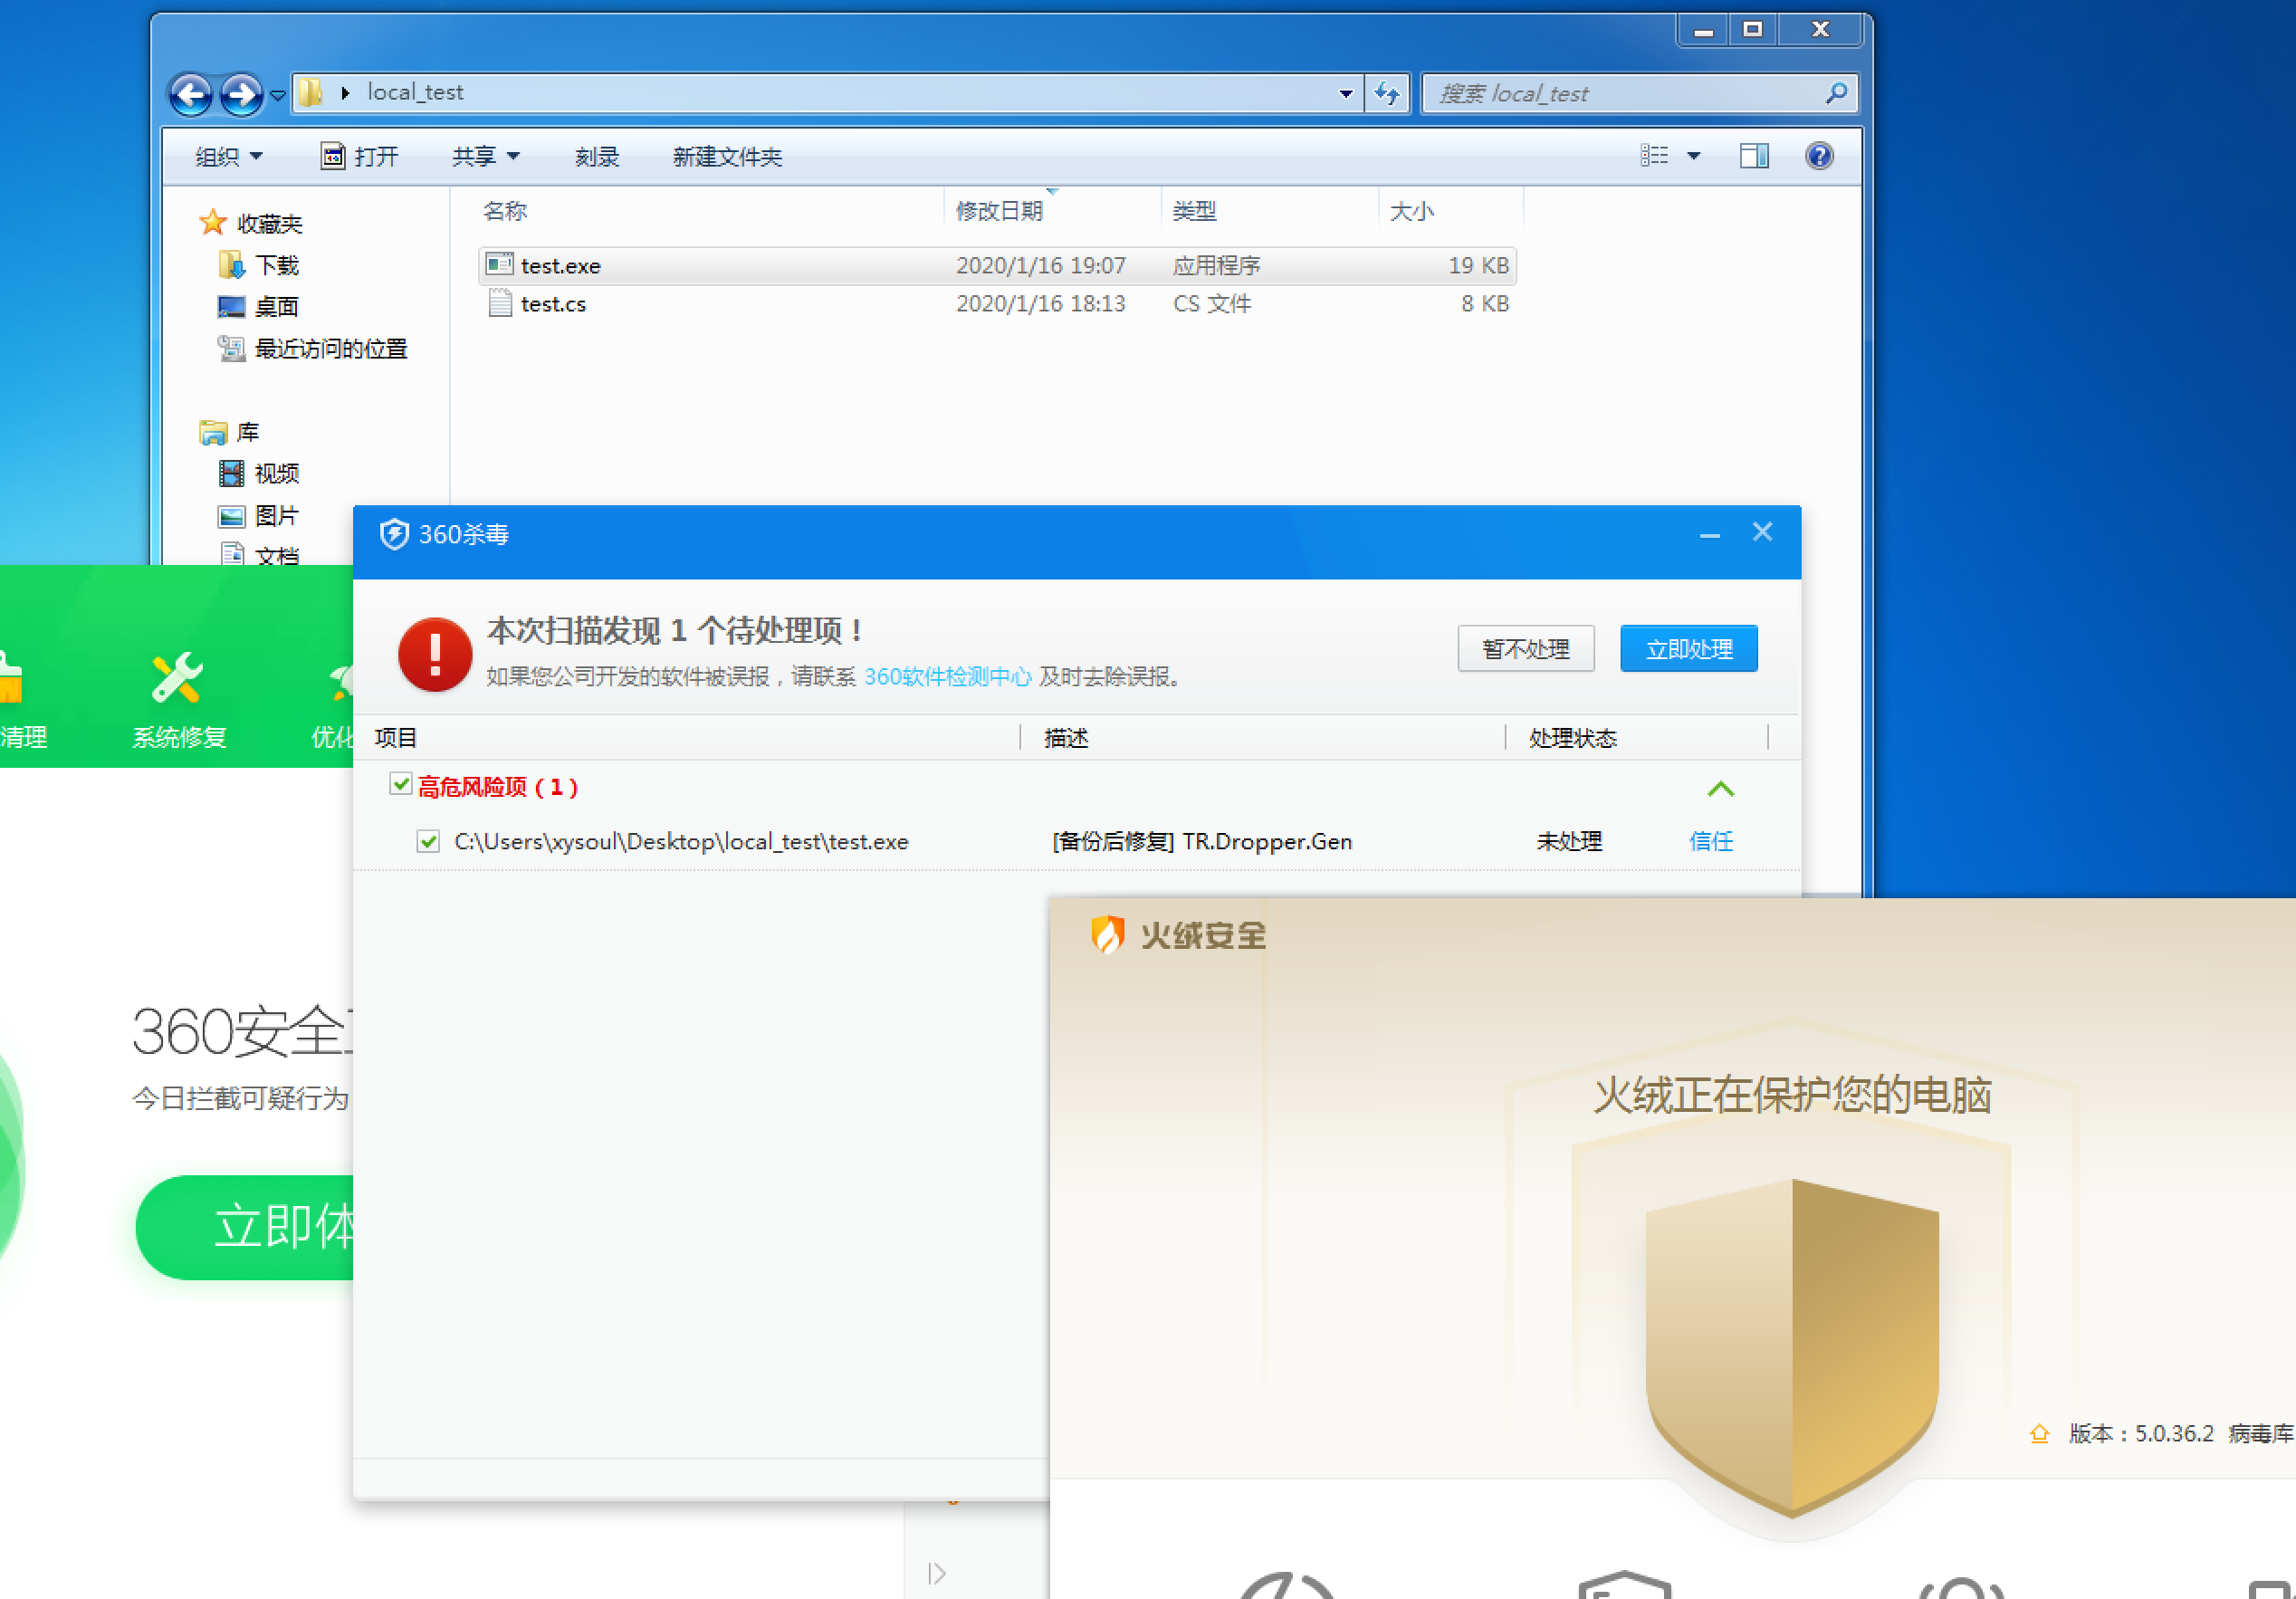 local_test
搜索 local_test
组织
打开
共享
刻录
新建文件夹
名称
修改日期
类型
大小
收藏夹
下载
桌面
最近访问的位置
库
视频
图片
文档
test.exe 2020/1/16 19:07 应用程序 19 KB
test.cs 2020/1/16 18:13 CS 文件 8 KB
360杀毒
本次扫描发现 1 个待处理项！
如果您公司开发的软件被误报，请联系 360软件检测中心 及时去除误报。
暂不处理
立即处理
项目
描述
处理状态
高危风险项（1）
C:\Users\xysoul\Desktop\local_test\test.exe [备份后修复] TR.Dropper.Gen 未处理 信任
清理
系统修复
优化
360安全
今日拦截可疑行为
立即体
火绒安全
火绒正在保护您的电脑
版本：5.0.36.2 病毒库